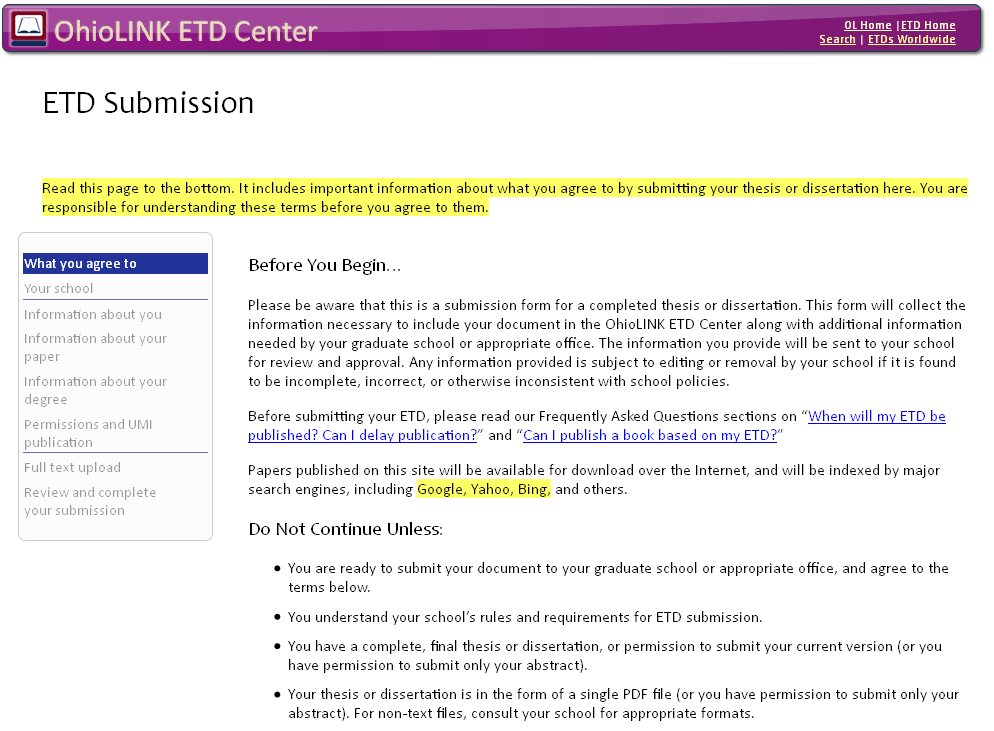 OhioLINK ETD Center
OL Home | ETD Home
Search | ETDs Worldwide
ETD Submission
Read this page to the bottom. It includes important information about what you agree to by submitting your thesis or dissertation here. You are
responsible for understanding these terms before you agree to them.
What you agree to
Your school
Information about you
Information about your
paper
Information about your
degree
Permissions and UMI
publication
Full text upload
Review and complete
your submission
Before You Begin...
Please be aware that this is a submission form for a completed thesis or dissertation. This form will collect the
information necessary to include your document in the OhioLINK ETD Center along with additional information
needed by your graduate school or appropriate office. The information you provide will be sent to your school
for review and approval. Any information provided is subject to editing or removal by your school if it is found
to be incomplete, incorrect, or otherwise inconsistent with school policies.
Before submitting your ETD, please read our Frequently Asked Questions sections on “When will my ETD be
published? Can I delay publication?” and “Can I publish a book based on my ETD?”
Papers published on this site will be available for download over the Internet, and will be indexed by major
search engines, including Google, Yahoo, Bing, and others.
Do Not Continue Unless:
• You are ready to submit your document to your graduate school or appropriate office, and agree to the
terms below.
• You understand your school’s rules and requirements for ETD submission.
• You have a complete, final thesis or dissertation, or permission to submit your current version (or you
have permission to submit only your abstract).
• Your thesis or dissertation is in the form of a single PDF file (or you have permission to submit only your
abstract). For non-text files, consult your school for appropriate formats.